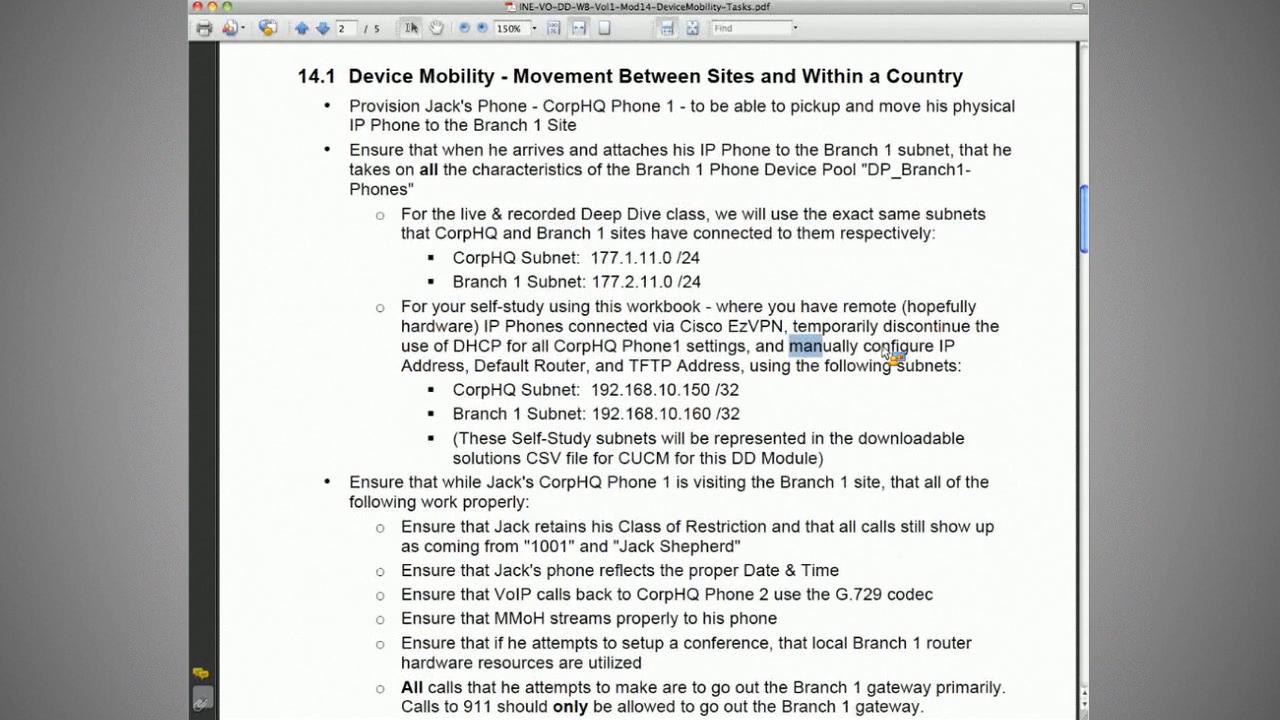 INE-VO-DD-WB-Vol1-Mod14-DeviceMobility-Tasks.pdf
2 / 5 150% Find
14.1 Device Mobility - Movement Between Sites and Within a Country
• Provision Jack's Phone - CorpHQ Phone 1 - to be able to pickup and move his physical
IP Phone to the Branch 1 Site
• Ensure that when he arrives and attaches his IP Phone to the Branch 1 subnet, that he
takes on all the characteristics of the Branch 1 Phone Device Pool "DP_Branch1-
Phones"
○ For the live & recorded Deep Dive class, we will use the exact same subnets
that CorpHQ and Branch 1 sites have connected to them respectively:
▪ CorpHQ Subnet: 177.1.11.0 /24
▪ Branch 1 Subnet: 177.2.11.0 /24
○ For your self-study using this workbook - where you have remote (hopefully
hardware) IP Phones connected via Cisco EzVPN, temporarily discontinue the
use of DHCP for all CorpHQ Phone1 settings, and manually configure IP
Address, Default Router, and TFTP Address, using the following subnets:
▪ CorpHQ Subnet: 192.168.10.150 /32
▪ Branch 1 Subnet: 192.168.10.160 /32
▪ (These Self-Study subnets will be represented in the downloadable
solutions CSV file for CUCM for this DD Module)
• Ensure that while Jack's CorpHQ Phone 1 is visiting the Branch 1 site, that all of the
following work properly:
○ Ensure that Jack retains his Class of Restriction and that all calls still show up
as coming from "1001" and "Jack Shepherd"
○ Ensure that Jack's phone reflects the proper Date & Time
○ Ensure that VoIP calls back to CorpHQ Phone 2 use the G.729 codec
○ Ensure that MMoH streams properly to his phone
○ Ensure that if he attempts to setup a conference, that local Branch 1 router
hardware resources are utilized
○ All calls that he attempts to make are to go out the Branch 1 gateway primarily.
Calls to 911 should only be allowed to go out the Branch 1 gateway.